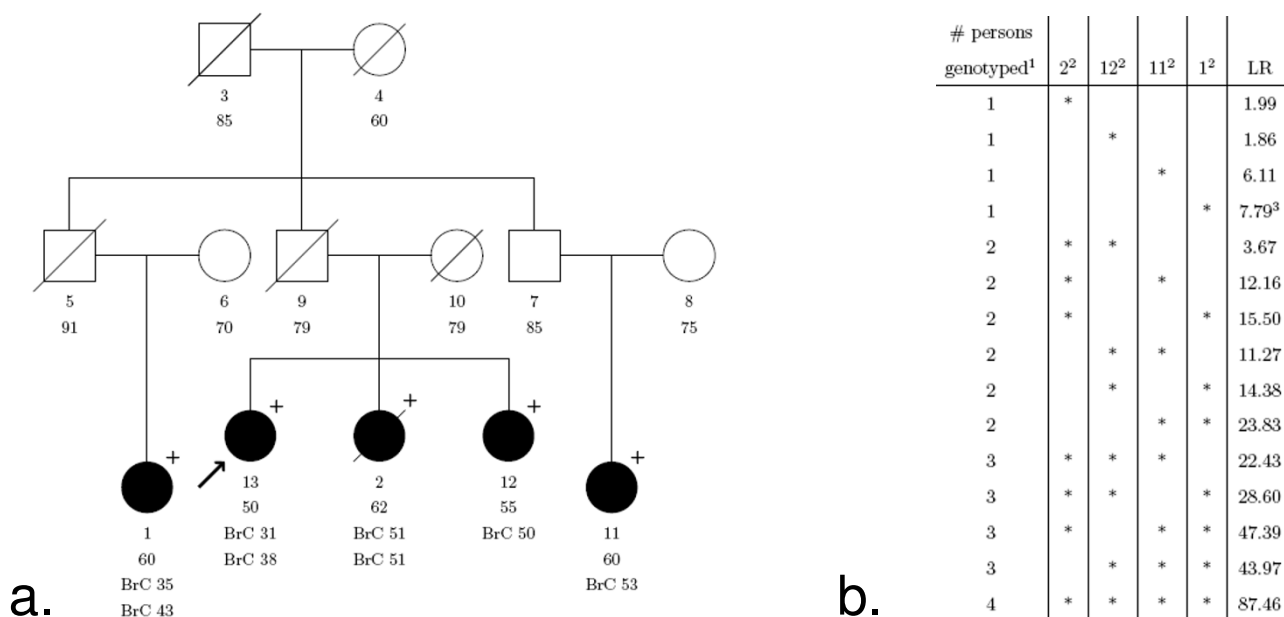 3
85
4
60
5
91
6
70
9
79
10
79
7
85
8
75
+
+
+
+
+
1
60
BrC 35
BrC 43
13
50
BrC 31
BrC 38
2
62
BrC 51
BrC 51
12
55
BrC 50
11
60
BrC 53
a.
# persons
genotyped¹ 2² 12² 11² 1² LR
1 * 1.99
1 * 1.86
1 * 6.11
1 * 7.79³
2 * * 3.67
2 * * 12.16
2 * * 15.50
2 * * 11.27
2 * * 14.38
2 * * 23.83
3 * * * 22.43
3 * * * 28.60
3 * * * 47.39
3 * * * 43.97
4 * * * * 87.46
b.